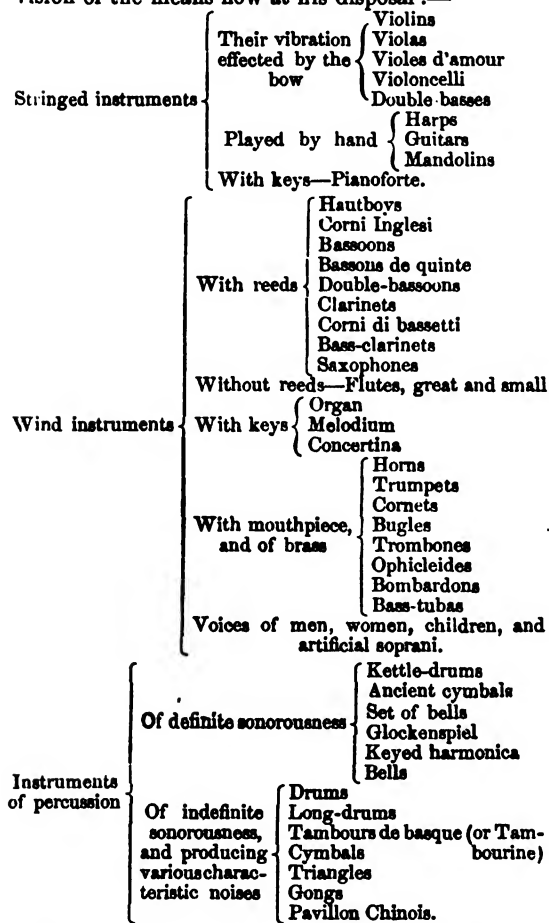 vision of the means now at his disposal:—
Stringed instruments
Their vibration effected by the bow
Violins
Violas
Violes d'amour
Violoncelli
Double-basses
Played by hand
Harps
Guitars
Mandolins
With keys—Pianoforte.
Wind instruments
With reeds
Hautboys
Corni Inglesi
Bassoons
Bassons de quinte
Double-bassoons
Clarinets
Corni di bassetti
Bass-clarinets
Saxophones
Without reeds—Flutes, great and small
With keys
Organ
Melodium
Concertina
With mouthpiece,
and of brass
Horns
Trumpets
Cornets
Bugles
Trombones
Ophicleides
Bombardons
Bass-tubas
Voices of men, women, children, and
artificial soprani.
Instruments
of percussion
Of definite sonorousness
Kettle-drums
Ancient cymbals
Set of bells
Glockenspiel
Keyed harmonica
Bells
Of indefinite
sonorousness,
and producing
various charac-
teristic noises
Drums
Long-drums
Tambours de basque (or Tam-
bourine)
Cymbals
Triangles
Gongs
Pavillon Chinois.